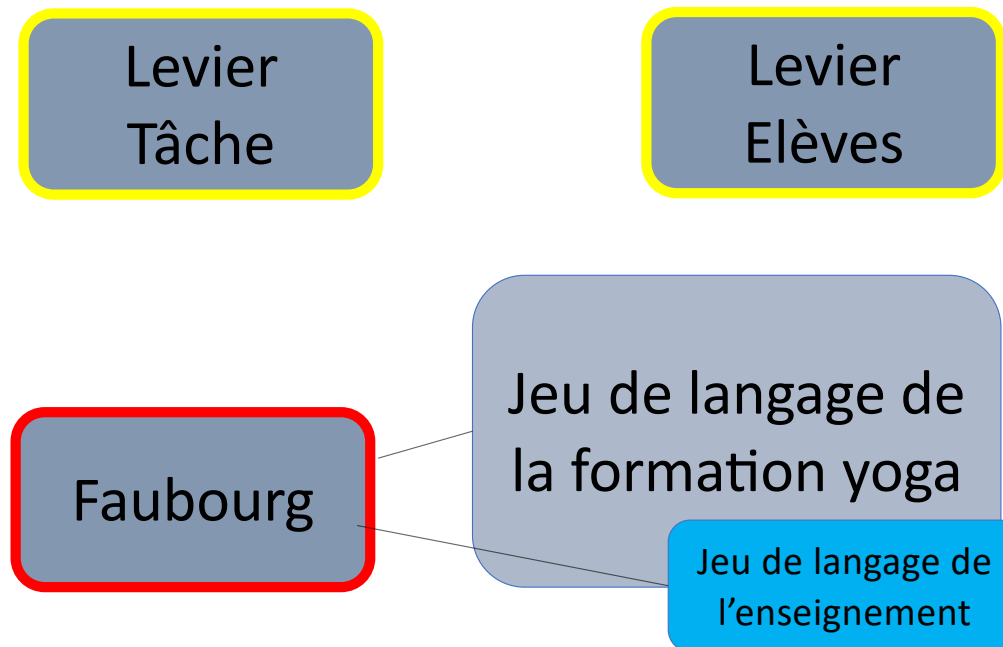 Levier
Tâche
Levier
Elèves
Jeu de langage de
la formation yoga
Faubourg
Jeu de langage de
l’enseignement